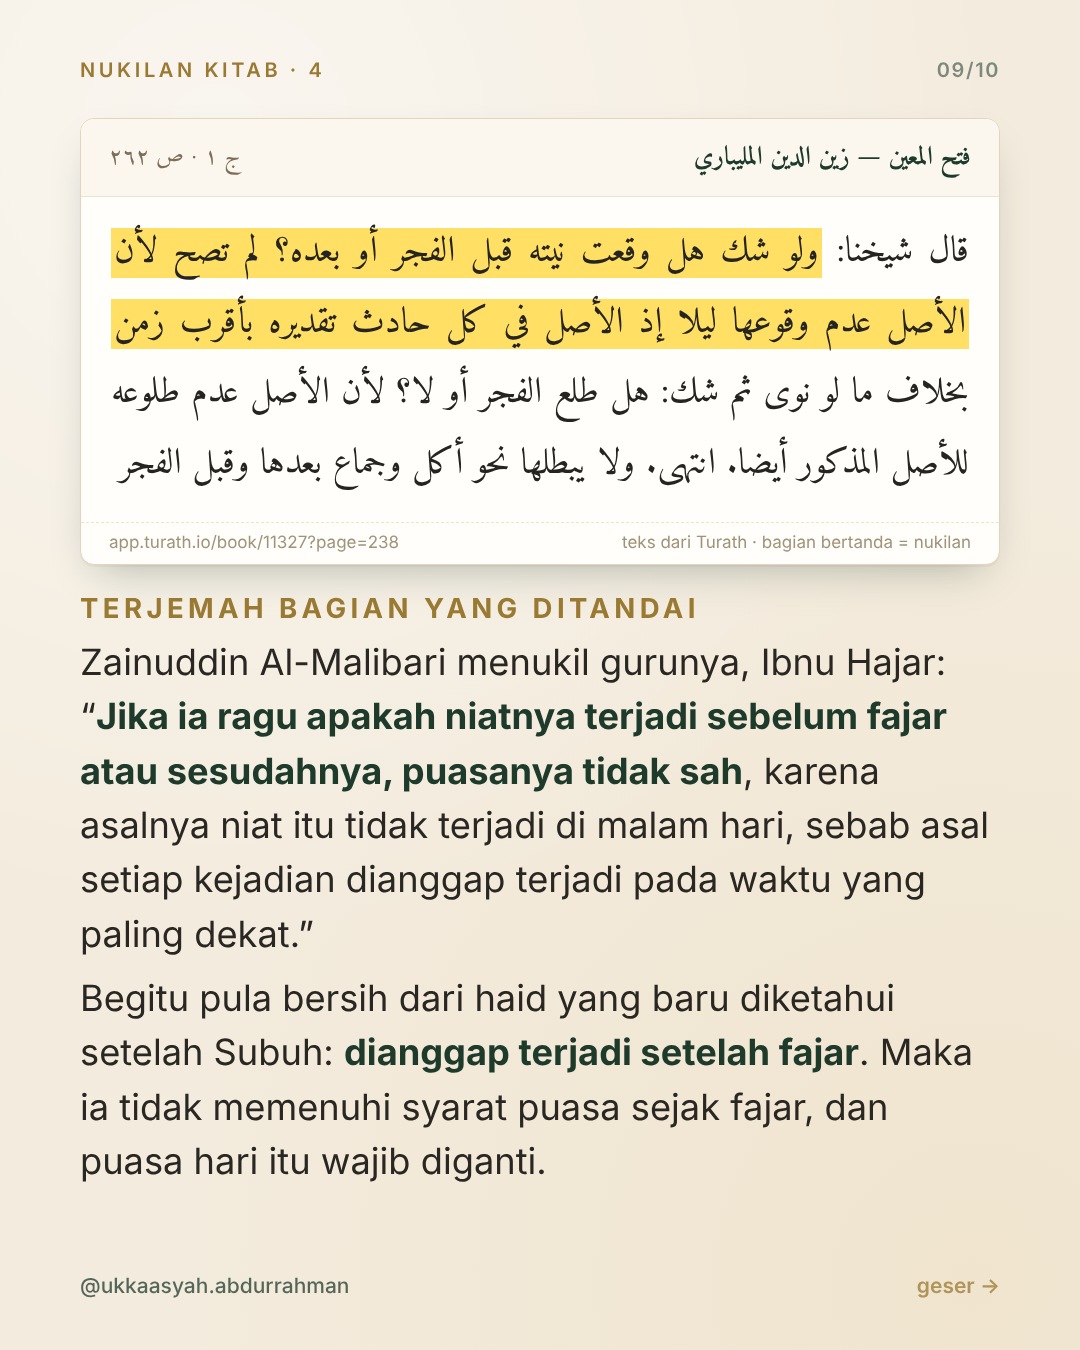 NUKILAN KITAB · 4
09/10
فتح المعين — زين الدين المليباري
ج ١ · ص ٢٦٢
قال شيخنا: ولو شك هل وقعت نيته قبل الفجر أو بعده؟ لم تصح لأن
الأصل عدم وقوعها ليلا إذ الأصل في كل حادث تقديره بأقرب زمن
بخلاف ما لو نوى ثم شك: هل طلع الفجر أو لا؟ لأن الأصل عدم طلوعه
للأصل المذكور أيضا. انتهى. ولا يبطلها نحو أكل وجماع بعدها وقبل الفجر
app.turath.io/book/11327?page=238
teks dari Turath · bagian bertanda = nukilan
TERJEMAH BAGIAN YANG DITANDAI
Zainuddin Al-Malibari menukil gurunya, Ibnu Hajar:
“Jika ia ragu apakah niatnya terjadi sebelum fajar
atau sesudahnya, puasanya tidak sah, karena
asalnya niat itu tidak terjadi di malam hari, sebab asal
setiap kejadian dianggap terjadi pada waktu yang
paling dekat.”
Begitu pula bersih dari haid yang baru diketahui
setelah Subuh: dianggap terjadi setelah fajar. Maka
ia tidak memenuhi syarat puasa sejak fajar, dan
puasa hari itu wajib diganti.
@ukkaasyah.abdurrahman
geser →